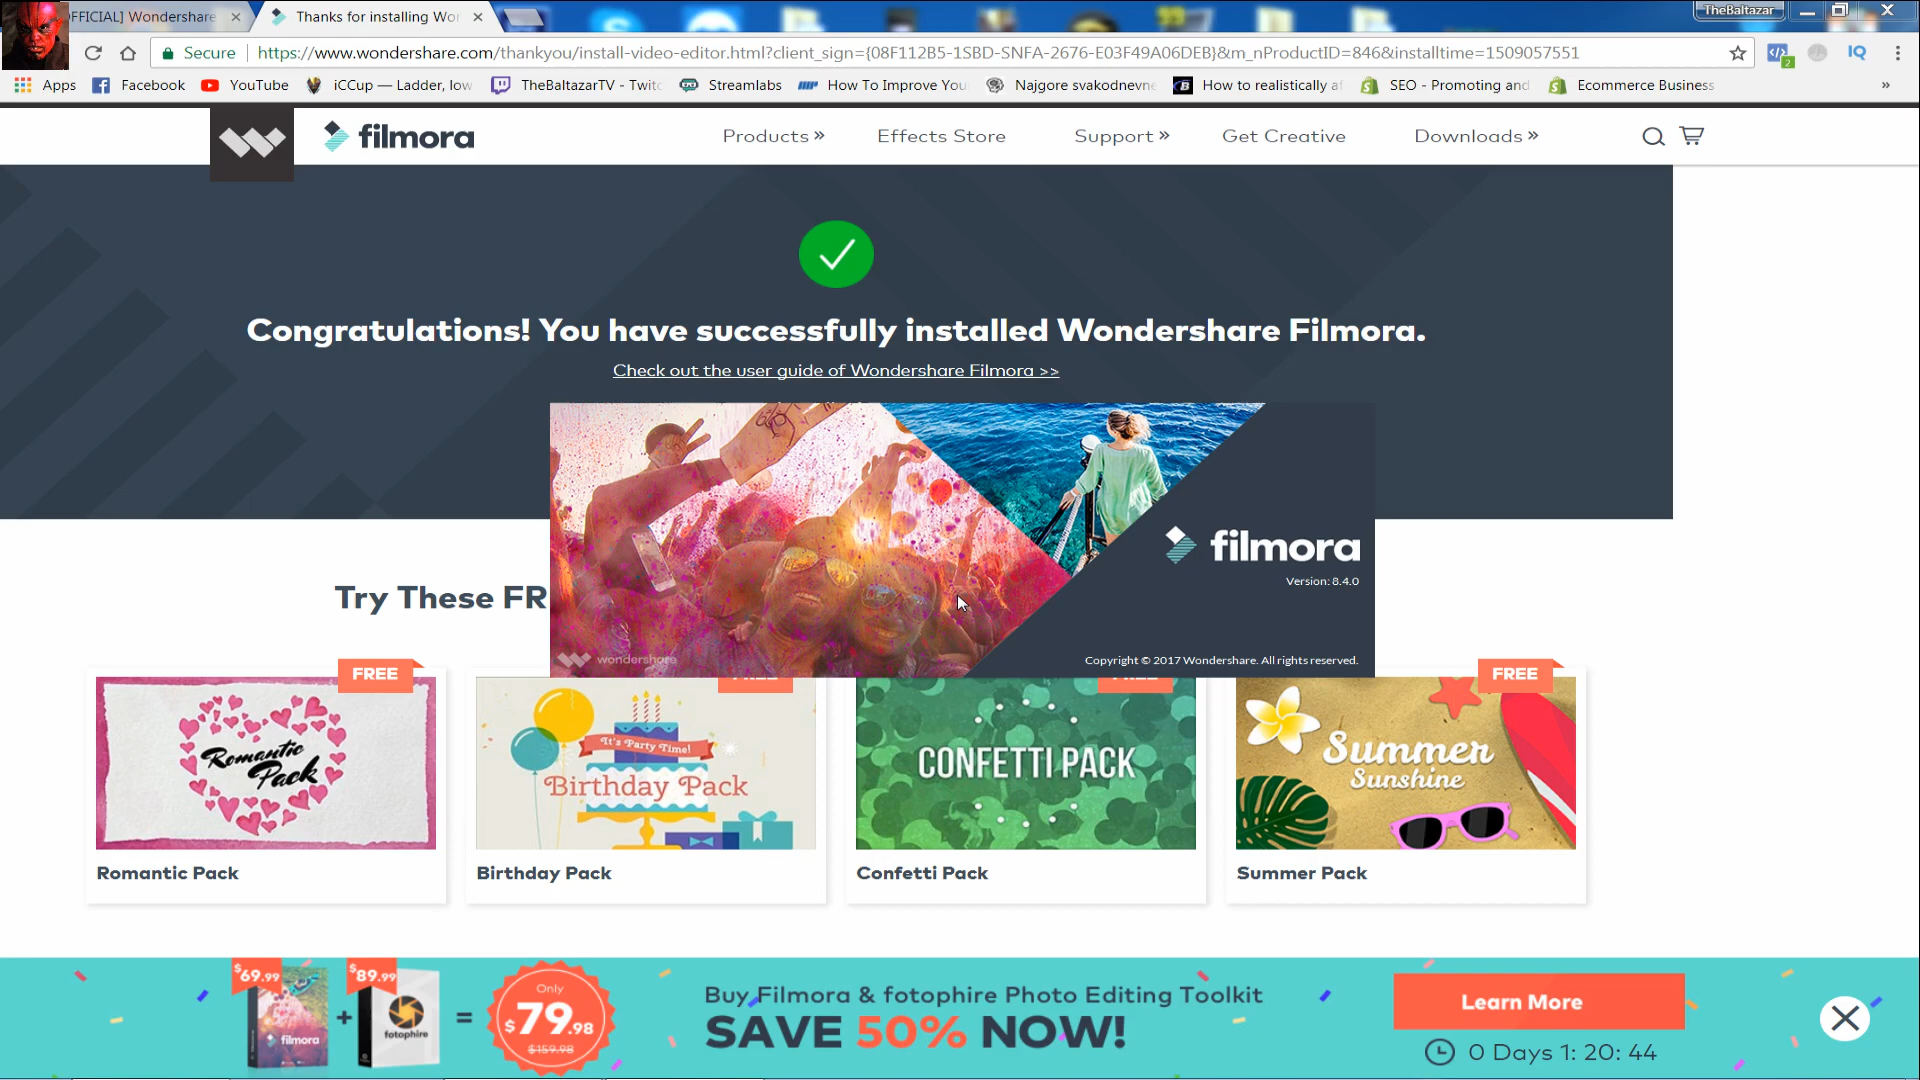 FFICIAL] Wondershare
Thanks for installing Wo
TheBaltazar
Secure
https://www.wondershare.com/thankyou/install-video-editor.html?client_sign={08F112B5-1SBD-SNFA-2676-E03F49A06DEB}&m_nProductID=846&installtime=1509057551
IQ
2
Apps
Facebook
YouTube
iCCup — Ladder, low
TheBaltazarTV - Twitc
Streamlabs
How To Improve You
Najgore svakodnevne
How to realistically a
SEO - Promoting and
Ecommerce Business
»
filmora
Products »
Effects Store
Support »
Get Creative
Downloads »
Congratulations! You have successfully installed Wondershare Filmora.
Check out the user guide of Wondershare Filmora >>
filmora
Version: 8.4.0
wondershare
Copyright © 2017 Wondershare. All rights reserved.
Try These FR
FREE
FREE
Romantic Pack
It's Party Time!
Birthday Pack
CONFETTI PACK
Summer Sunshine
Romantic Pack
Birthday Pack
Confetti Pack
Summer Pack
$69.99
filmora
+
$89.99
fotophire
=
Only
$79.98
$159.98
Buy Filmora & fotophire Photo Editing Toolkit
SAVE 50% NOW!
Learn More
0 Days 1: 20: 44